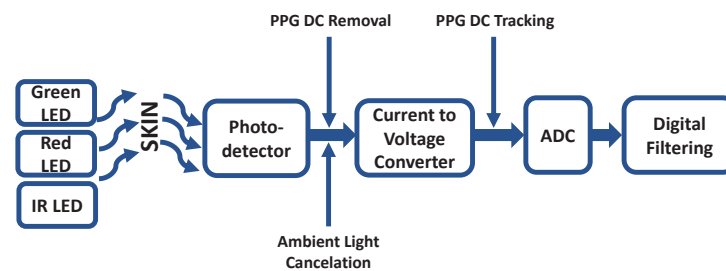 PPG DC Removal
PPG DC Tracking
Green
LED
Red
LED
IR LED
SKIN
Photo-
detector
Current to
Voltage
Converter
ADC
Digital
Filtering
Ambient Light
Cancelation